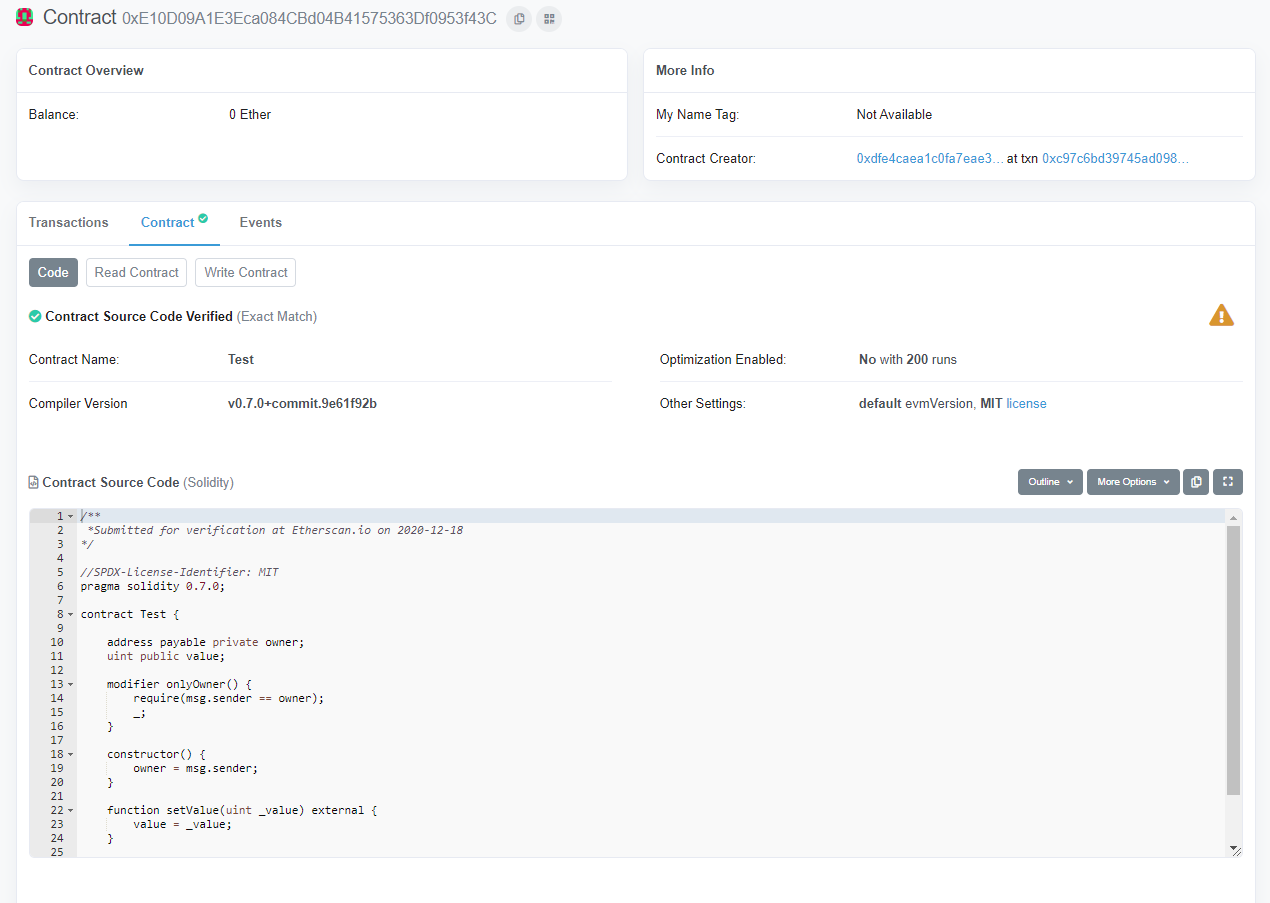 Contract 0xE10D09A1E3Eca084CBd04B41575363Df0953f43C
Contract Overview
Balance: 0 Ether
More Info
My Name Tag: Not Available
Contract Creator: 0xdfe4caea1c0fa7eae3... at txn 0xc97c6bd39745ad098...
Transactions Contract Events
Code Read Contract Write Contract
Contract Source Code Verified (Exact Match)
Contract Name: Test
Optimization Enabled: No with 200 runs
Compiler Version v0.7.0+commit.9e61f92b
Other Settings: default evmVersion, MIT license
Contract Source Code (Solidity)
Outline More Options
1 /**
2 *Submitted for verification at Etherscan.io on 2020-12-18
3 */
4
5 //SPDX-License-Identifier: MIT
6 pragma solidity 0.7.0;
7
8 contract Test {
9
10 address payable private owner;
11 uint public value;
12
13 modifier onlyOwner() {
14 require(msg.sender == owner);
15 _;
16 }
17
18 constructor() {
19 owner = msg.sender;
20 }
21
22 function setValue(uint _value) external {
23 value = _value;
24 }
25